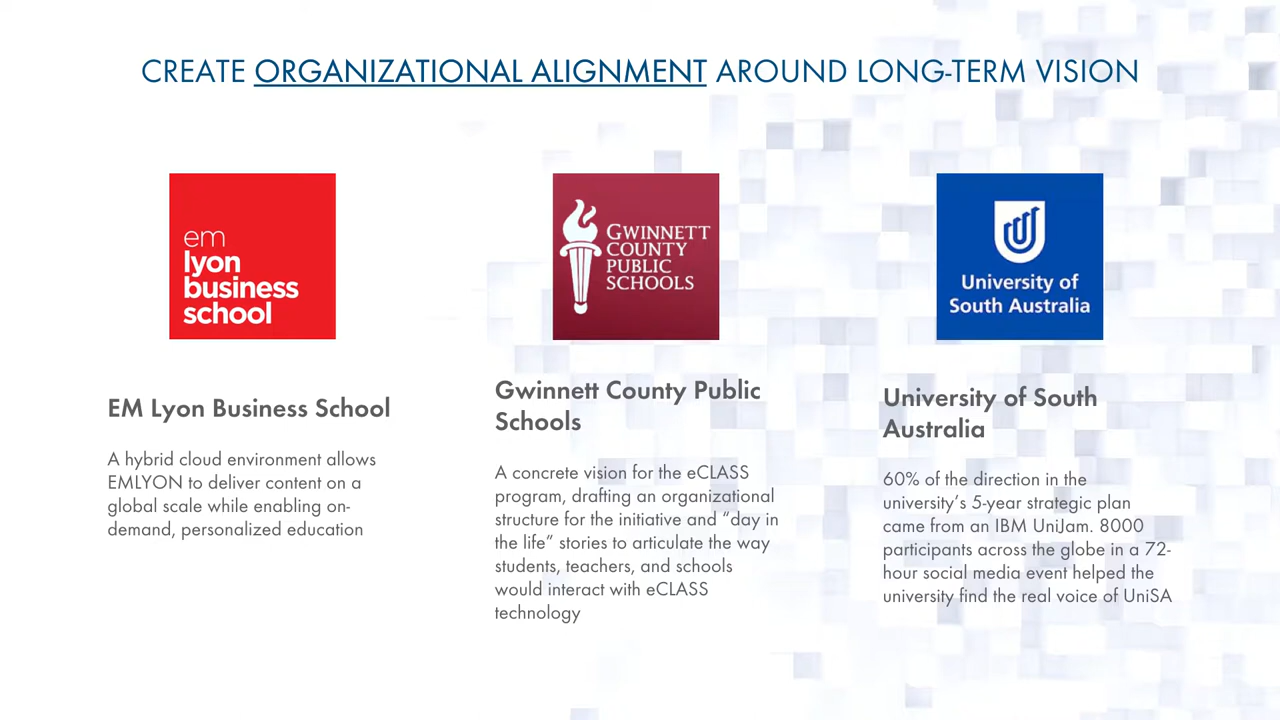 CREATE ORGANIZATIONAL ALIGNMENT AROUND LONG-TERM VISION
em
lyon
business
school
EM Lyon Business School
A hybrid cloud environment allows
EMLYON to deliver content on a
global scale while enabling on-
demand, personalized education
GWINNETT
COUNTY
PUBLIC
SCHOOLS
Gwinnett County Public
Schools
A concrete vision for the eCLASS
program, drafting an organizational
structure for the initiative and “day in
the life” stories to articulate the way
students, teachers, and schools
would interact with eCLASS
technology
University of
South Australia
University of South
Australia
60% of the direction in the
university’s 5-year strategic plan
came from an IBM UniJam. 8000
participants across the globe in a 72-
hour social media event helped the
university find the real voice of UniSA